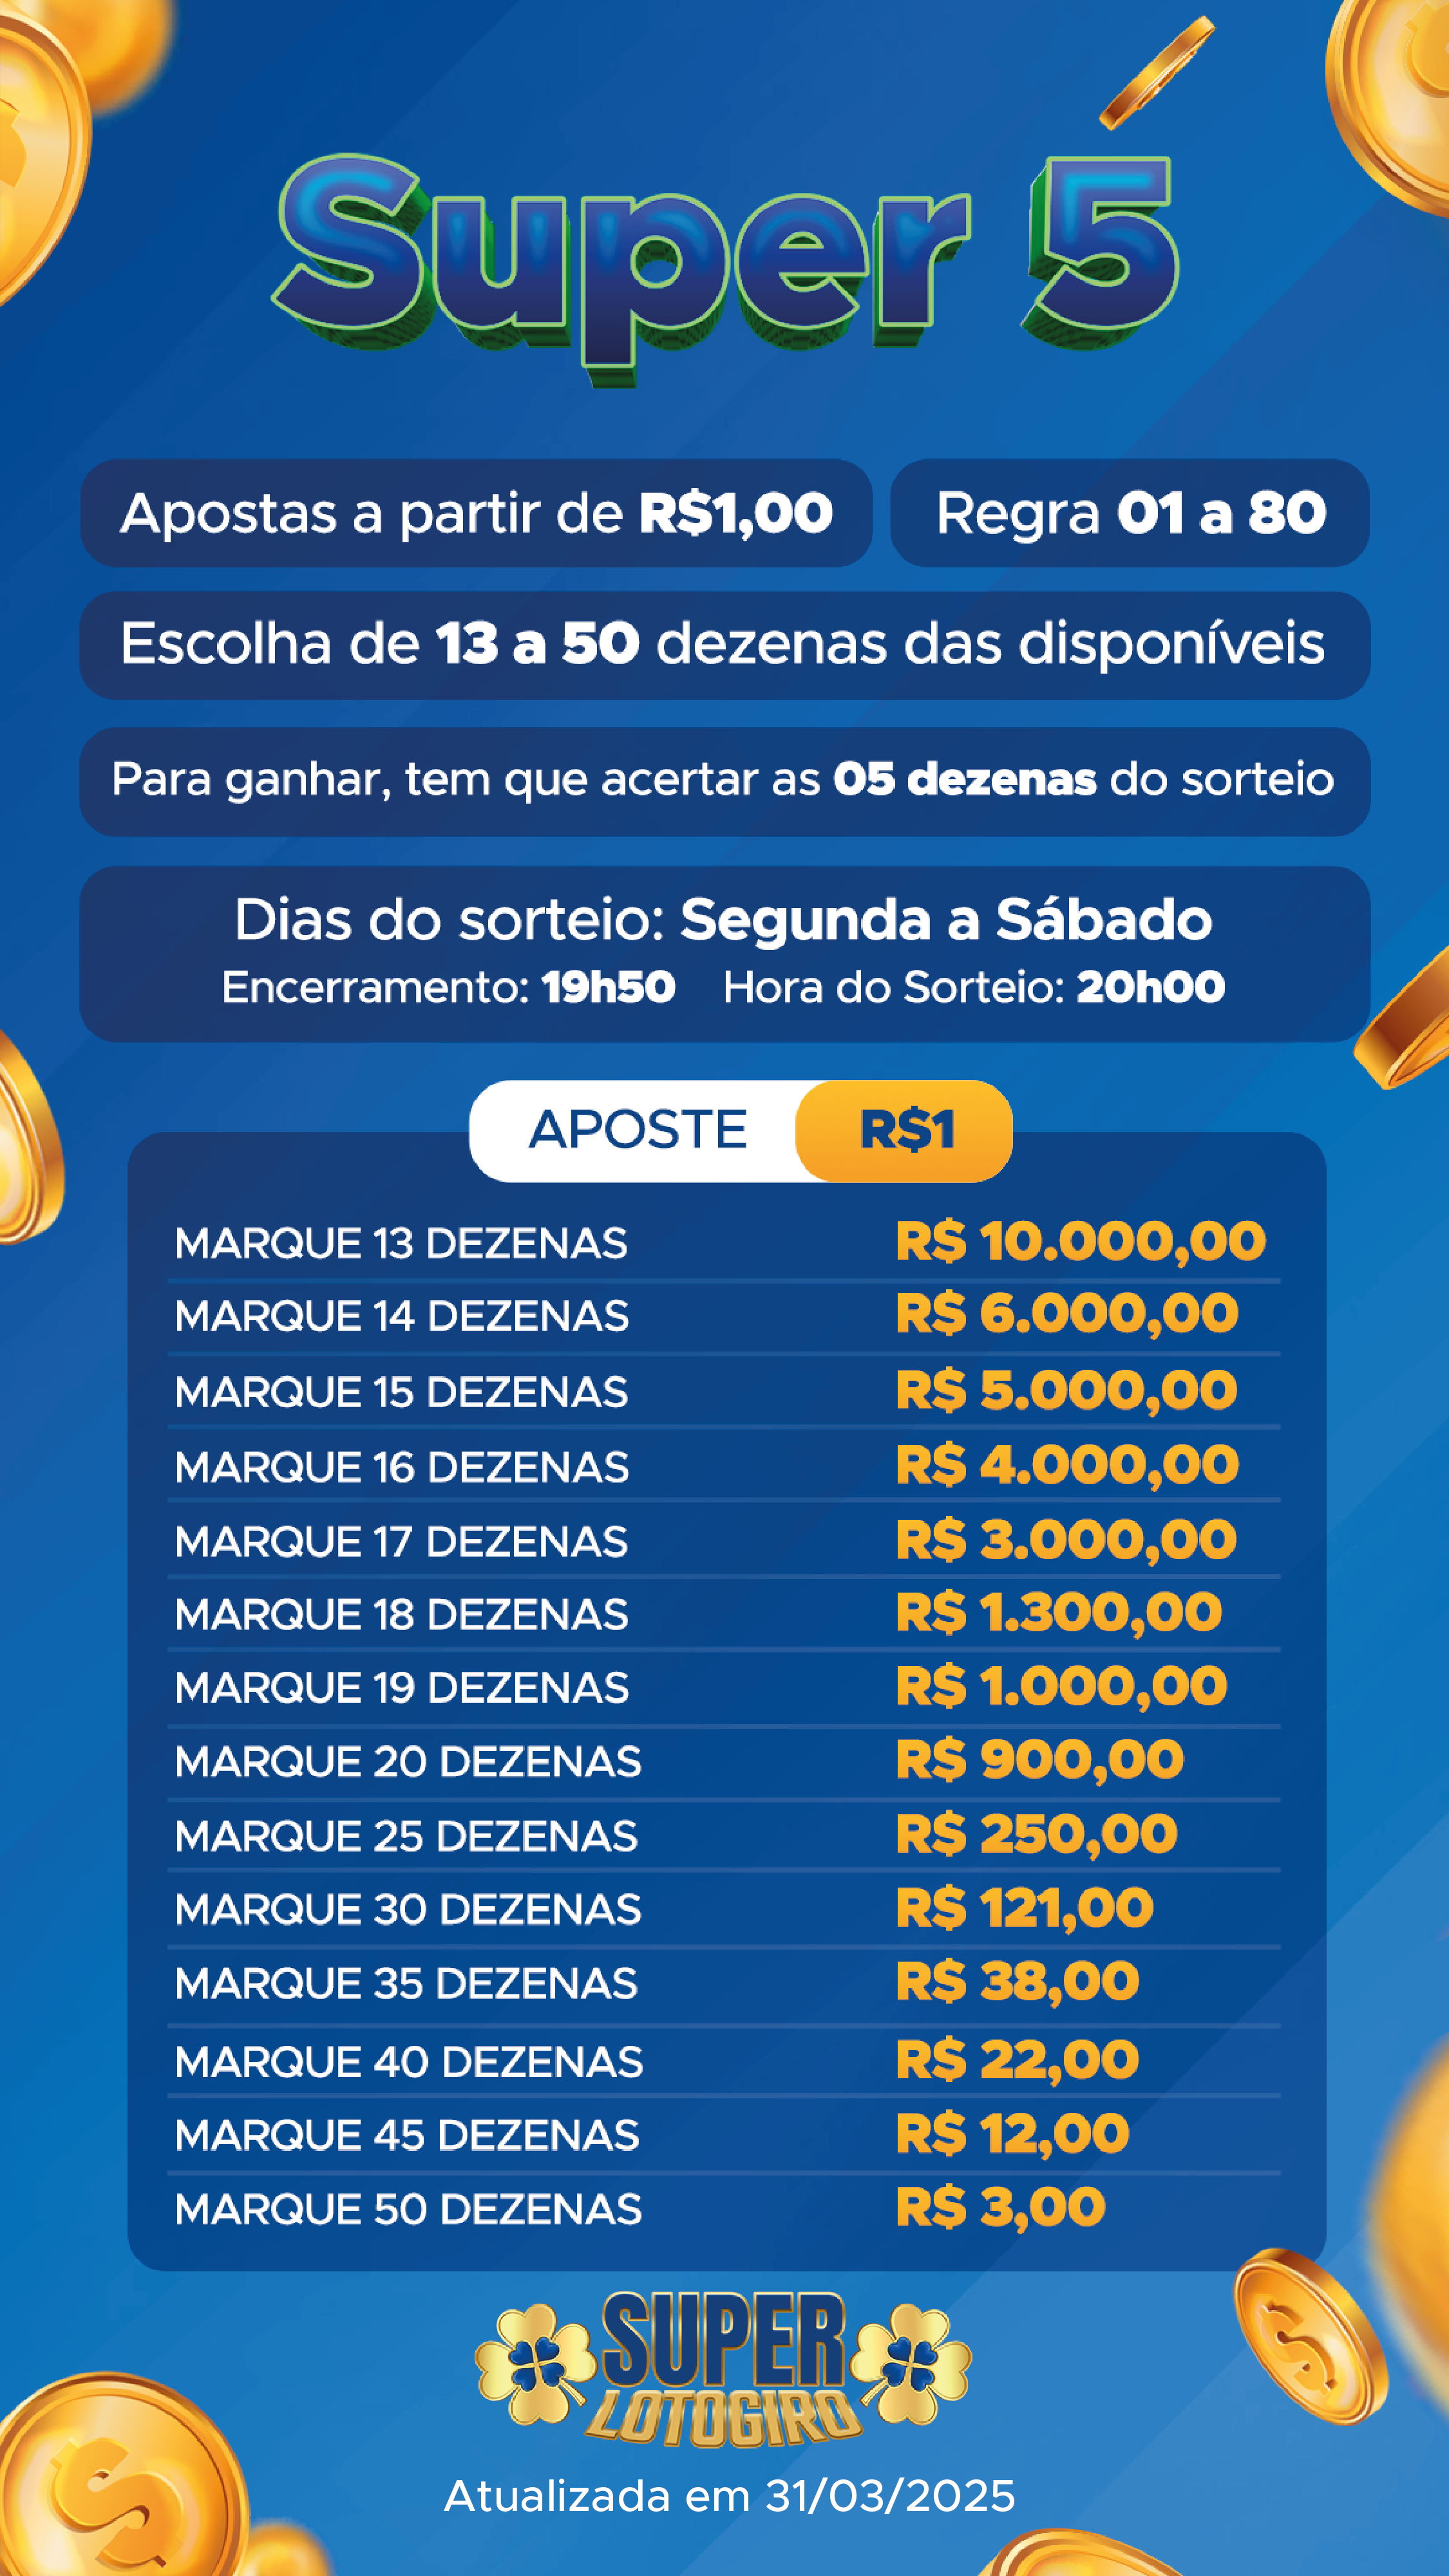 Super 5
Apostas a partir de R$1,00
Regra 01 a 80
Escolha de 13 a 50 dezenas das disponíveis
Para ganhar, tem que acertar as 05 dezenas do sorteio
Dias do sorteio: Segunda a Sábado
Encerramento: 19h50 Hora do Sorteio: 20h00
APOSTE R$1
MARQUE 13 DEZENAS R$ 10.000,00
MARQUE 14 DEZENAS R$ 6.000,00
MARQUE 15 DEZENAS R$ 5.000,00
MARQUE 16 DEZENAS R$ 4.000,00
MARQUE 17 DEZENAS R$ 3.000,00
MARQUE 18 DEZENAS R$ 1.300,00
MARQUE 19 DEZENAS R$ 1.000,00
MARQUE 20 DEZENAS R$ 900,00
MARQUE 25 DEZENAS R$ 250,00
MARQUE 30 DEZENAS R$ 121,00
MARQUE 35 DEZENAS R$ 38,00
MARQUE 40 DEZENAS R$ 22,00
MARQUE 45 DEZENAS R$ 12,00
MARQUE 50 DEZENAS R$ 3,00
SUPER
LOTOGIRO
Atualizada em 31/03/2025